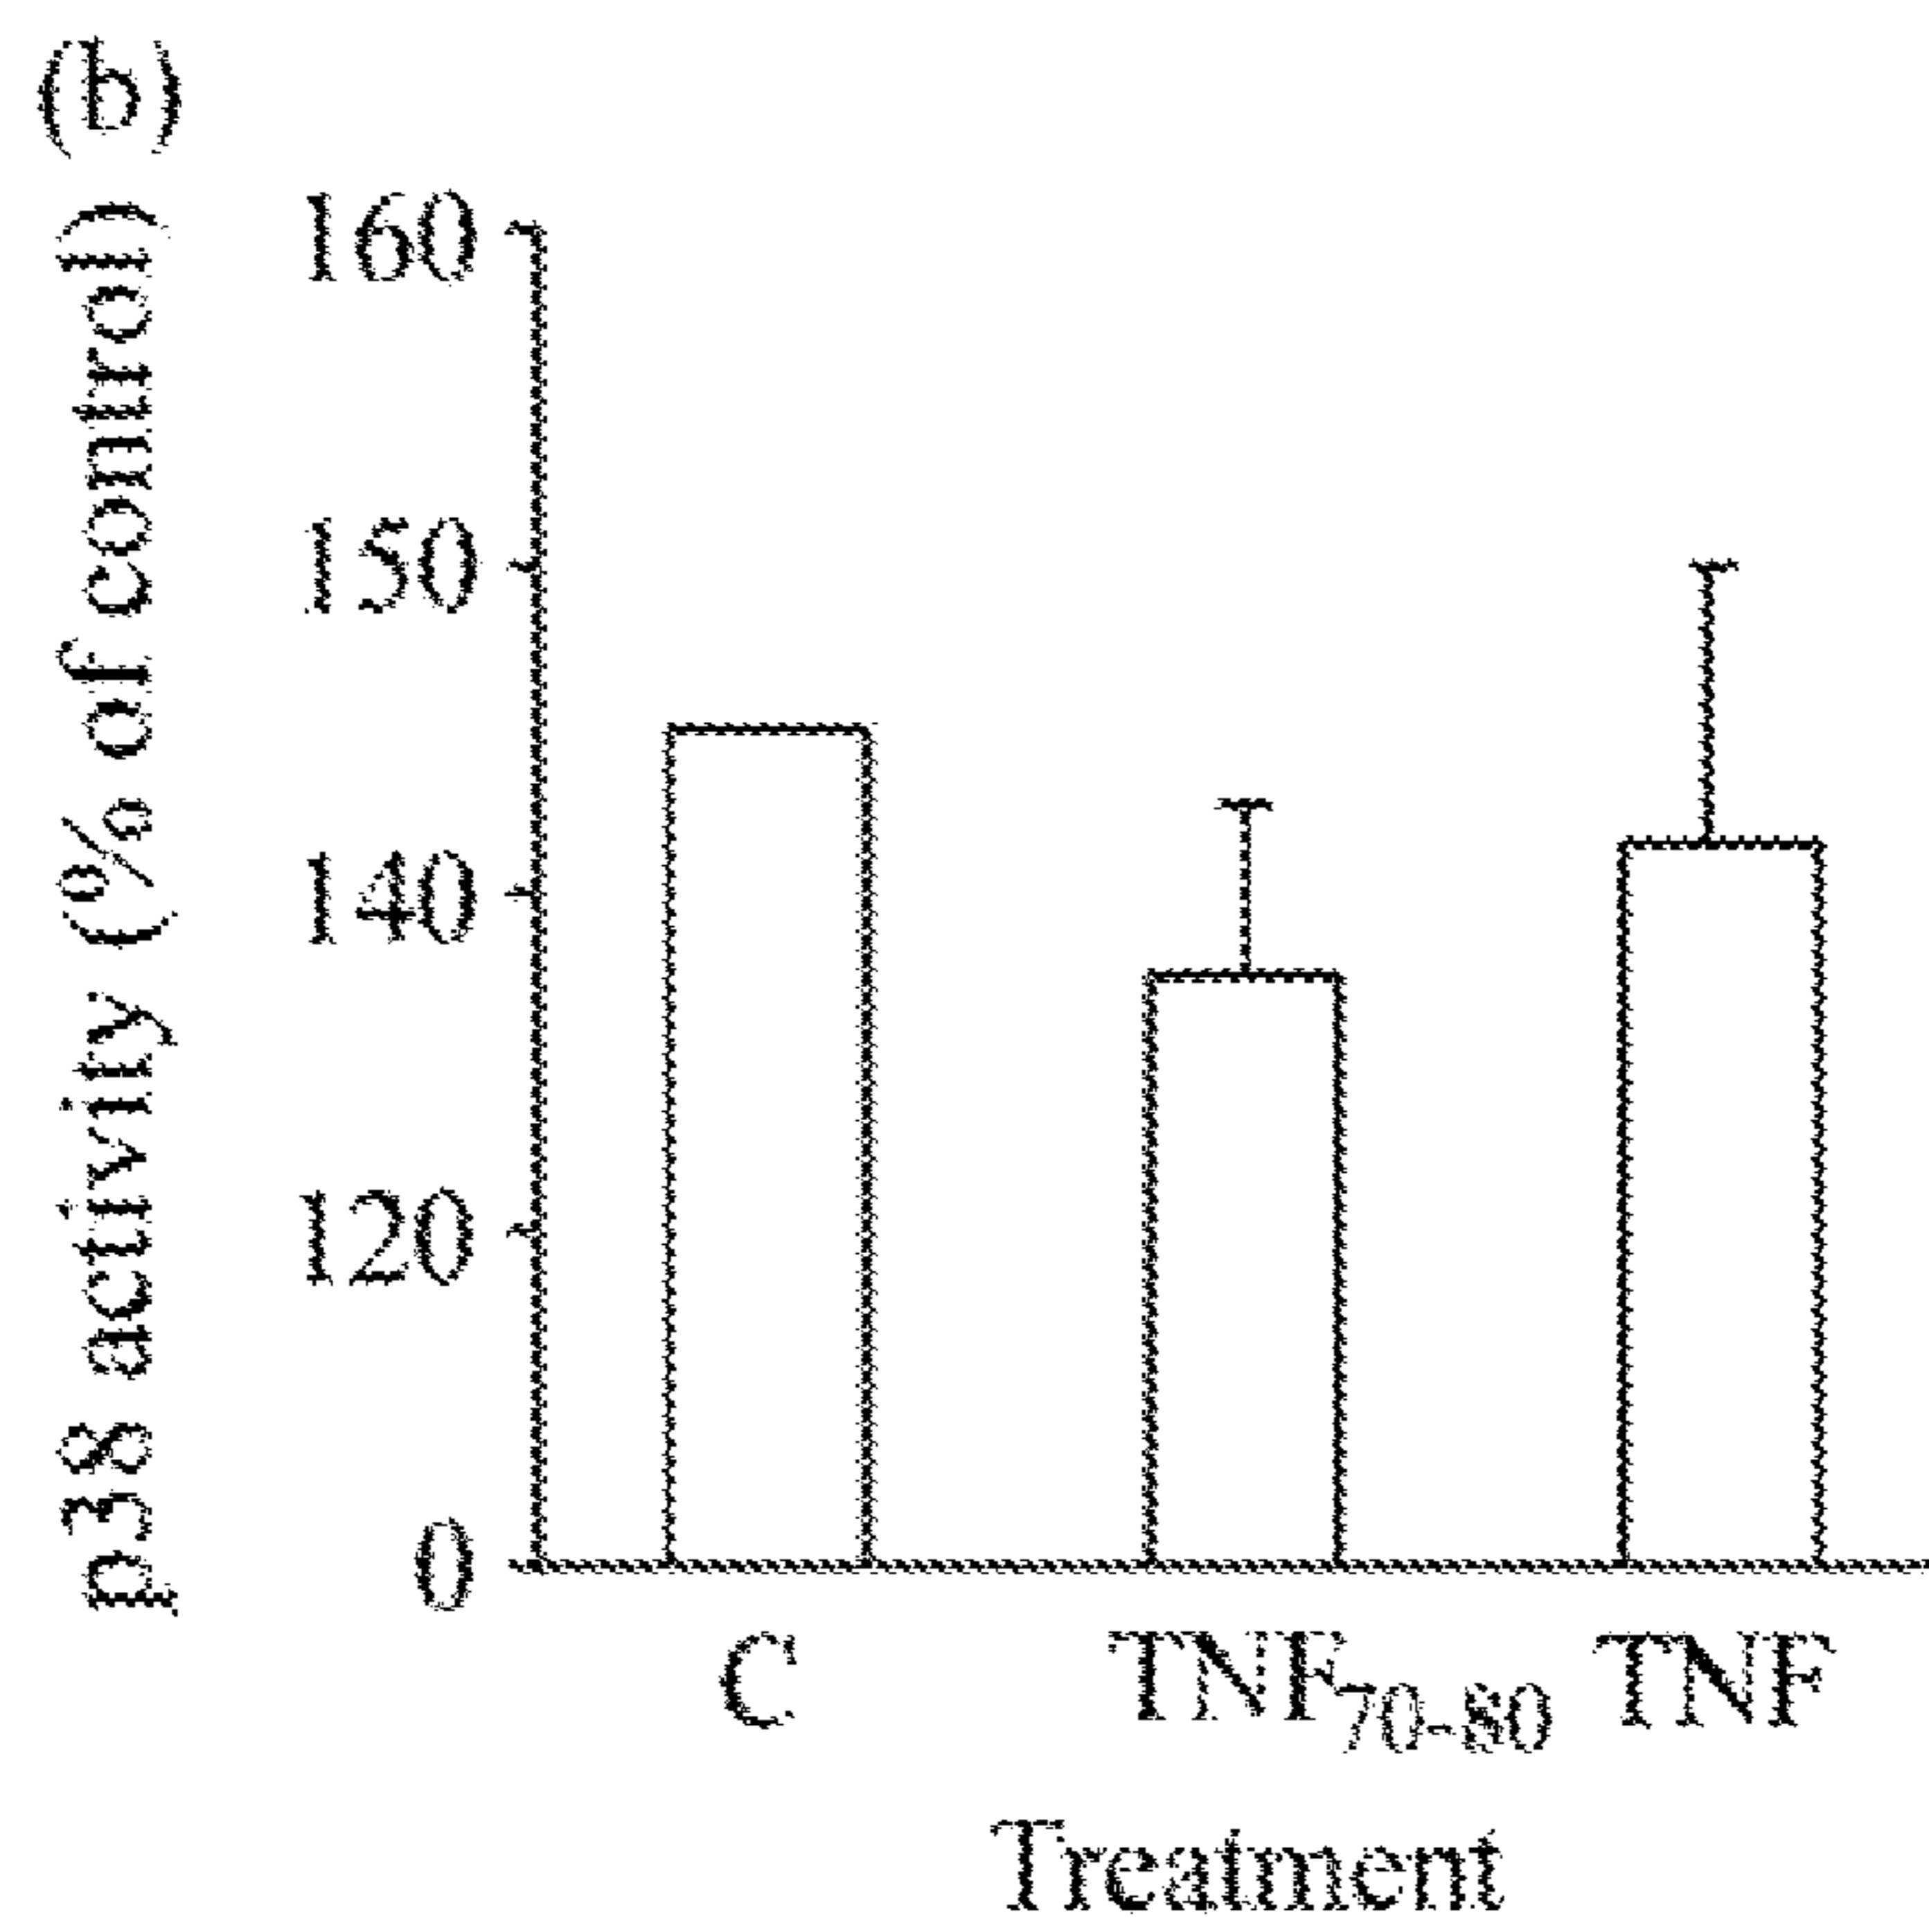 (b)
p38 activity (% of control)
160
150
140
120
0
C TNF70-80 TNF
Treatment